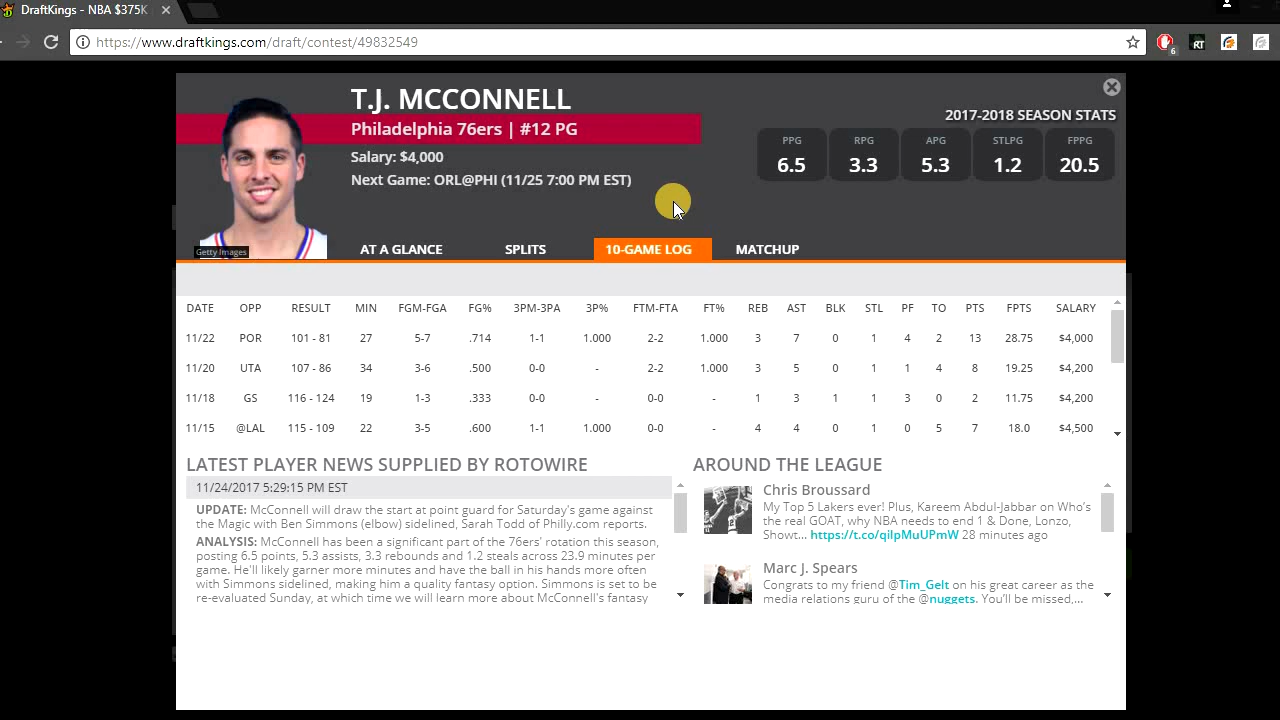 DraftKings - NBA $375K
https://www.draftkings.com/draft/contest/49832549
6
RT
T.J. MCCONNELL
Philadelphia 76ers | #12 PG
Salary: $4,000
Next Game: ORL@PHI (11/25 7:00 PM EST)
2017-2018 SEASON STATS
PPG RPG APG STLPG FPPG
6.5 3.3 5.3 1.2 20.5
Getty Images
AT A GLANCE SPLITS 10-GAME LOG MATCHUP
DATE OPP RESULT MIN FGM-FGA FG% 3PM-3PA 3P% FTM-FTA FT% REB AST BLK STL PF TO PTS FPTS SALARY
11/22 POR 101 - 81 27 5-7 .714 1-1 1.000 2-2 1.000 3 7 0 1 4 2 13 28.75 $4,000
11/20 UTA 107 - 86 34 3-6 .500 0-0 - 2-2 1.000 3 5 0 1 1 4 8 19.25 $4,200
11/18 GS 116 - 124 19 1-3 .333 0-0 - 0-0 - 1 3 1 1 3 0 2 11.75 $4,200
11/15 @LAL 115 - 109 22 3-5 .600 1-1 1.000 0-0 - 4 4 0 1 0 5 7 18.0 $4,500
LATEST PLAYER NEWS SUPPLIED BY ROTOWIRE
11/24/2017 5:29:15 PM EST
UPDATE: McConnell will draw the start at point guard for Saturday's game against
the Magic with Ben Simmons (elbow) sidelined, Sarah Todd of Philly.com reports.
ANALYSIS: McConnell has been a significant part of the 76ers' rotation this season,
posting 6.5 points, 5.3 assists, 3.3 rebounds and 1.2 steals across 23.9 minutes per
game. He'll likely garner more minutes and have the ball in his hands more often
with Simmons sidelined, making him a quality fantasy option. Simmons is set to be
re-evaluated Sunday, at which time we will learn more about McConnell's fantasy
AROUND THE LEAGUE
Chris Broussard
My Top 5 Lakers ever! Plus, Kareem Abdul-Jabbar on Who's
the real GOAT, why NBA needs to end 1 & Done, Lonzo,
Showt... https://t.co/qilpMuUPmW 28 minutes ago
Marc J. Spears
Congrats to my friend @Tim_Gelt on his great career as the
media relations guru of the @nuggets. You'll be missed,...